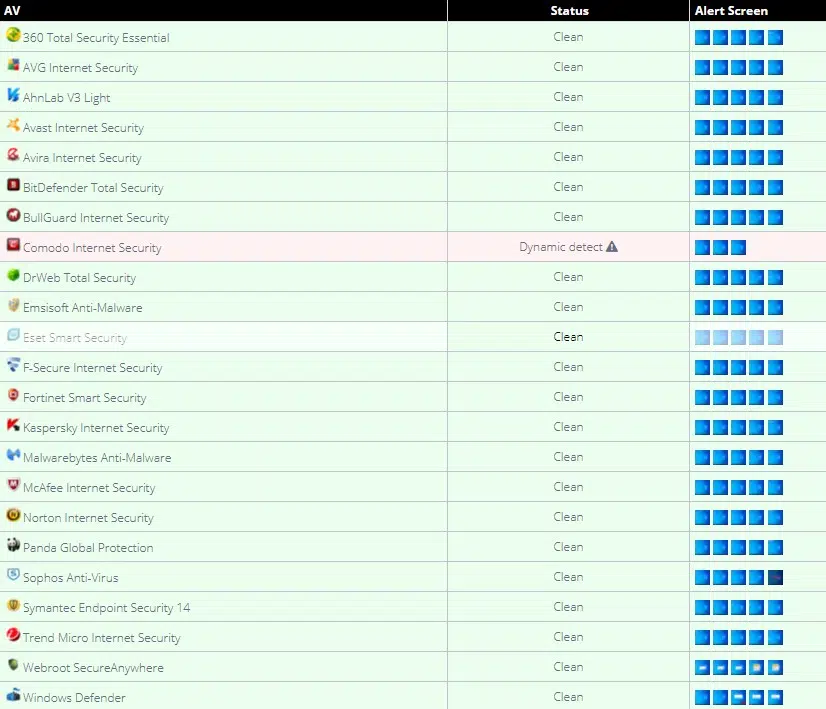 AV Status Alert Screen
360 Total Security Essential Clean
AVG Internet Security Clean
AhnLab V3 Light Clean
Avast Internet Security Clean
Avira Internet Security Clean
BitDefender Total Security Clean
BullGuard Internet Security Clean
Comodo Internet Security Dynamic detect
DrWeb Total Security Clean
Emsisoft Anti-Malware Clean
Eset Smart Security Clean
F-Secure Internet Security Clean
Fortinet Smart Security Clean
Kaspersky Internet Security Clean
Malwarebytes Anti-Malware Clean
McAfee Internet Security Clean
Norton Internet Security Clean
Panda Global Protection Clean
Sophos Anti-Virus Clean
Symantec Endpoint Security 14 Clean
Trend Micro Internet Security Clean
Webroot SecureAnywhere Clean
Windows Defender Clean